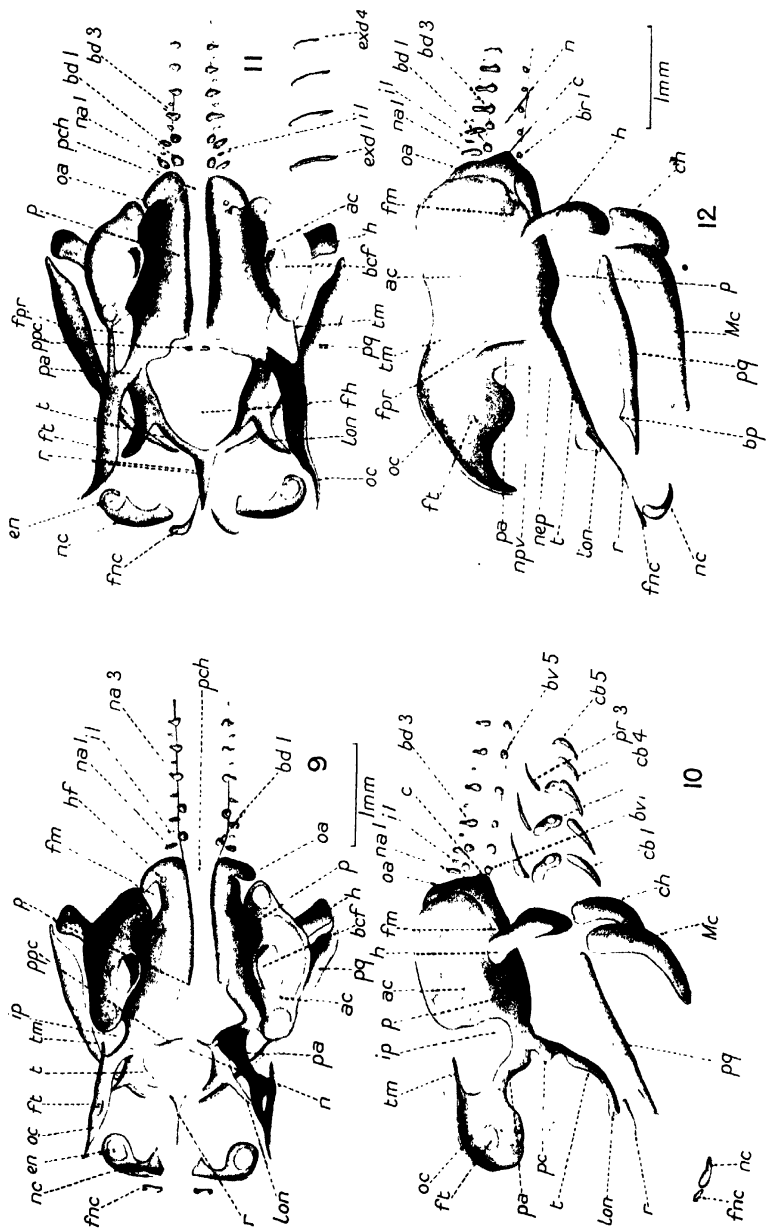 fnc
nc
en
oc
ft
t
tm
ip
ppc
p
fm
hf
na1
il
na3
pch
9
1mm
bd1
oa
p
h
bcf
pq
ac
pa
n
lon
r
en
nc
fnc
r
ft
t
pa
ppc
fpr
p
oa
pch
na1
bd1
bd3
11
exd4
exd1
il
ac
h
bcf
tm
pq
fh
lon
oc
tm
ip
p
ac
h
fm
oa
na1
il
c
bd3
bv5
cb5
pr3
cb4
bv1
cb1
10
ch
Mc
pq
r
lon
t
pc
pa
ft
oc
nc
fnc
oc
ft
fpr
tm
ac
fm
oa
na1
il
bd1
bd3
n
c
br1
1mm
h
ch
12
p
Mc
pq
bp
nc
fnc
r
lon
t
nep
npv
pa